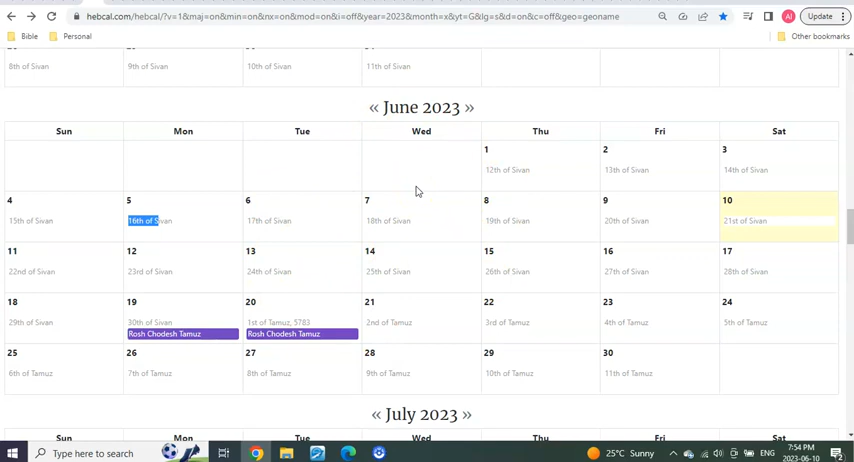 hebcal.com/hebcal/?v=1&maj=on&min=on&nx=on&mod=on&i=off&year=2023&month=x&yt=G&lg=s&d=on&c=off&geo=geoname
AI
Update
Bible Personal Other bookmarks
8th of Sivan 9th of Sivan 10th of Sivan 11th of Sivan
« June 2023 »
Sun Mon Tue Wed Thu Fri Sat
1 2 3
12th of Sivan 13th of Sivan 14th of Sivan
4 5 6 7 8 9 10
15th of Sivan 16th of Sivan 17th of Sivan 18th of Sivan 19th of Sivan 20th of Sivan 21st of Sivan
11 12 13 14 15 16 17
22nd of Sivan 23rd of Sivan 24th of Sivan 25th of Sivan 26th of Sivan 27th of Sivan 28th of Sivan
18 19 20 21 22 23 24
29th of Sivan 30th of Sivan 1st of Tamuz, 5783 2nd of Tamuz 3rd of Tamuz 4th of Tamuz 5th of Tamuz
Rosh Chodesh Tamuz Rosh Chodesh Tamuz
25 26 27 28 29 30
6th of Tamuz 7th of Tamuz 8th of Tamuz 9th of Tamuz 10th of Tamuz 11th of Tamuz
« July 2023 »
Sun Mon Tue Wed Thu Fri Sat
Type here to search
25°C Sunny
ENG
7:54 PM
2023-06-10
2